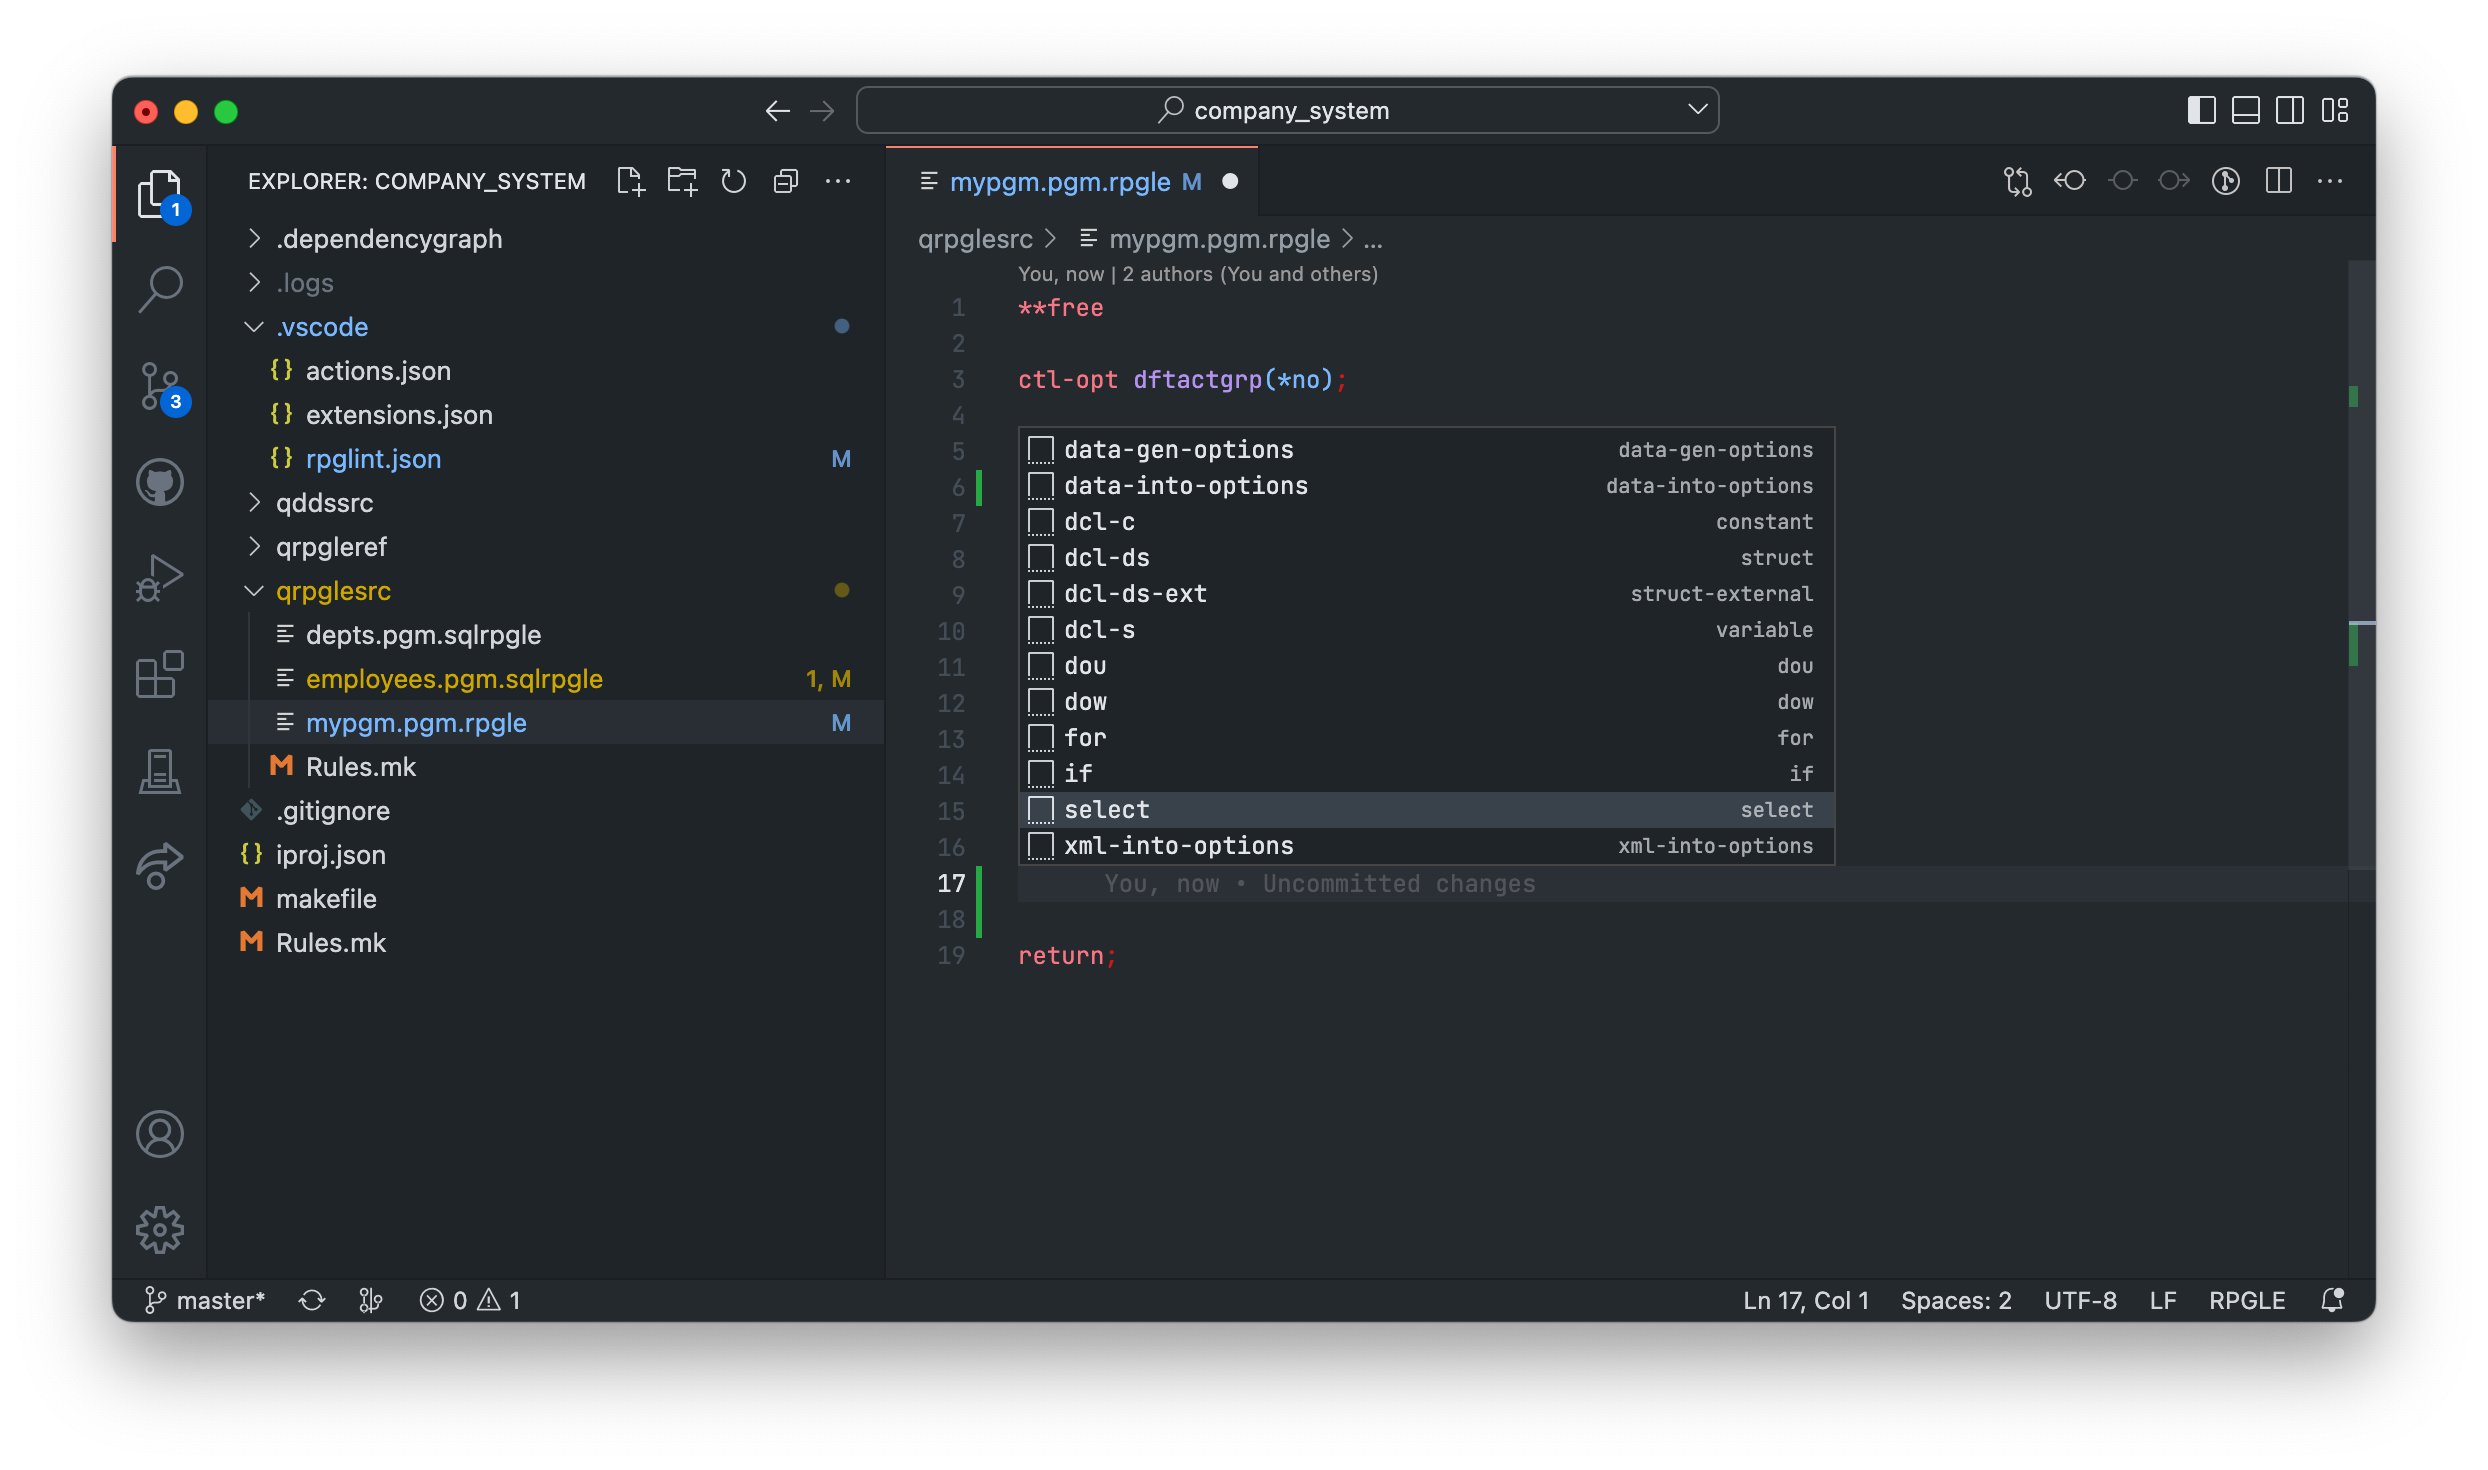 company_system
EXPLORER: COMPANY_SYSTEM
1
3
.dependencygraph
.logs
.vscode
{} actions.json
{} extensions.json
{} rpglint.json M
qddssrc
qrpgleref
qrpglesrc
depts.pgm.sqlrpgle
employees.pgm.sqlrpgle 1, M
mypgm.pgm.rpgle M
M Rules.mk
.gitignore
{} iproj.json
M makefile
M Rules.mk
mypgm.pgm.rpgle M
qrpglesrc > mypgm.pgm.rpgle > ...
You, now | 2 authors (You and others)
1 **free
2
3 ctl-opt dftactgrp(*no);
4
5 data-gen-options data-gen-options
6 data-into-options data-into-options
7 dcl-c constant
8 dcl-ds struct
9 dcl-ds-ext struct-external
10 dcl-s variable
11 dou dou
12 dow dow
13 for for
14 if if
15 select select
16 xml-into-options xml-into-options
17 You, now • Uncommitted changes
18
19 return;
master* 0 1 Ln 17, Col 1 Spaces: 2 UTF-8 LF RPGLE